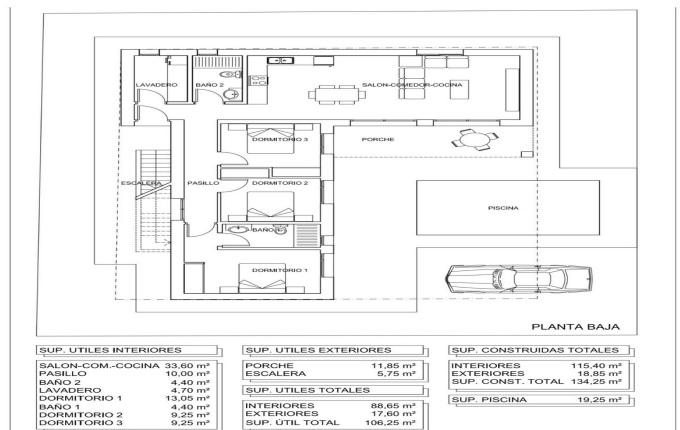 LAVADERO
BAÑO 2
SALON-COMEDOR-COCINA
DORMITORIO 3
PORCHE
ESCALERA
PASILLO
DORMITORIO 2
PISCINA
BAÑO 1
DORMITORIO 1
PLANTA BAJA
SUP. UTILES INTERIORES
SALON-COM.-COCINA 33,60 m²
PASILLO 10,00 m²
BAÑO 2 4,40 m²
LAVADERO 4,70 m²
DORMITORIO 1 13,05 m²
BAÑO 1 4,40 m²
DORMITORIO 2 9,25 m²
DORMITORIO 3 9,25 m²
SUP. UTILES EXTERIORES
PORCHE 11,85 m²
ESCALERA 5,75 m²
SUP. UTILES TOTALES
INTERIORES 88,65 m²
EXTERIORES 17,60 m²
SUP. ÚTIL TOTAL 106,25 m²
SUP. CONSTRUIDAS TOTALES
INTERIORES 115,40 m²
EXTERIORES 18,85 m²
SUP. CONST. TOTAL 134,25 m²
SUP. PISCINA 19,25 m²